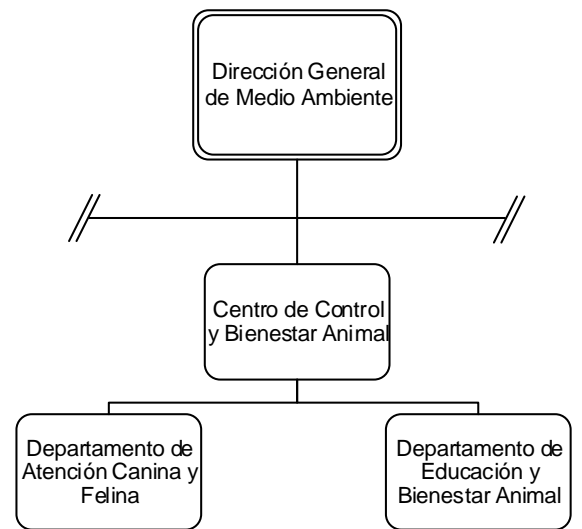 Dirección General
de Medio Ambiente
Centro de Control
y Bienestar Animal
Departamento de
Atención Canina y
Felina
Departamento de
Educación y
Bienestar Animal